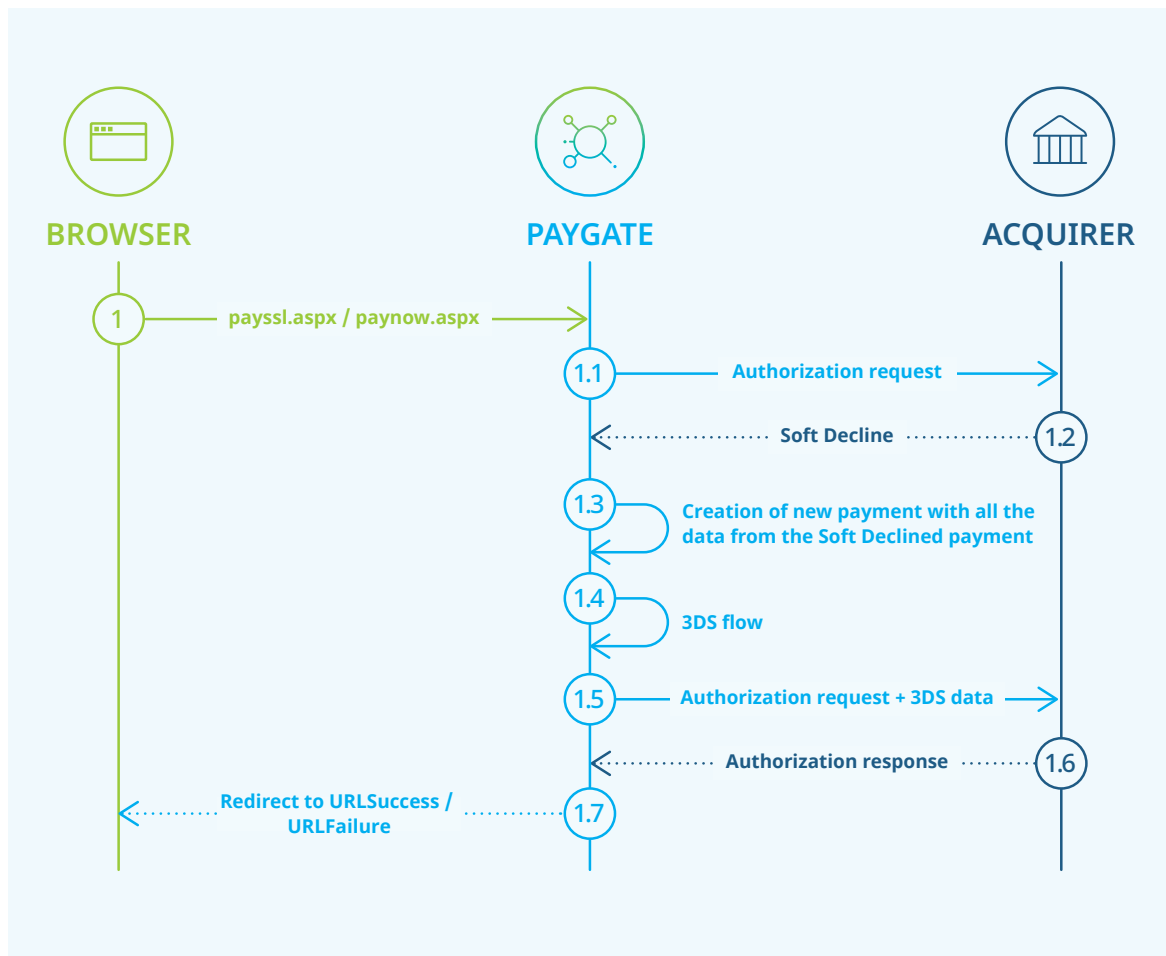 BROWSER
PAYGATE
ACQUIRER
1
payssl.aspx / paynow.aspx
1.1
Authorization request
Soft Decline
1.2
1.3
Creation of new payment with all the
data from the Soft Declined payment
1.4
3DS flow
1.5
Authorization request + 3DS data
Authorization response
1.6
Redirect to URLSuccess /
URLFailure
1.7